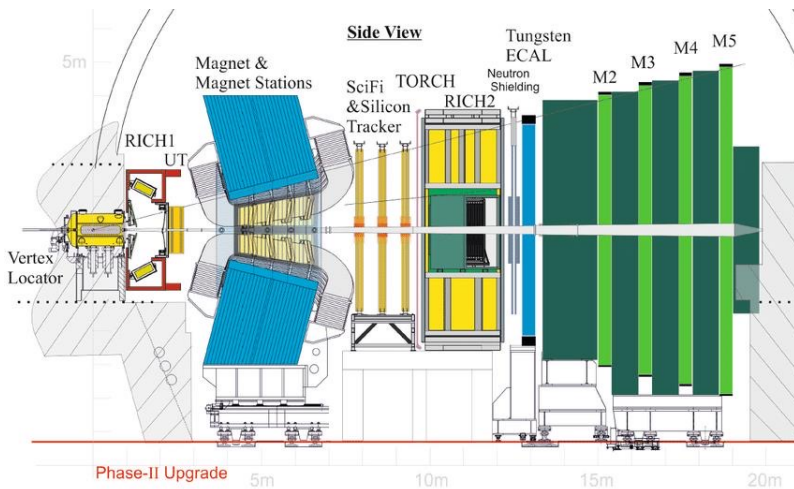 Side View
5m
Magnet &
Magnet Stations
RICH1
UT
SciFi
&Silicon
Tracker
TORCH
RICH2
Neutron
Shielding
Tungsten
ECAL
M2
M3
M4
M5
Vertex
Locator
Phase-II Upgrade
5m
10m
15m
20m